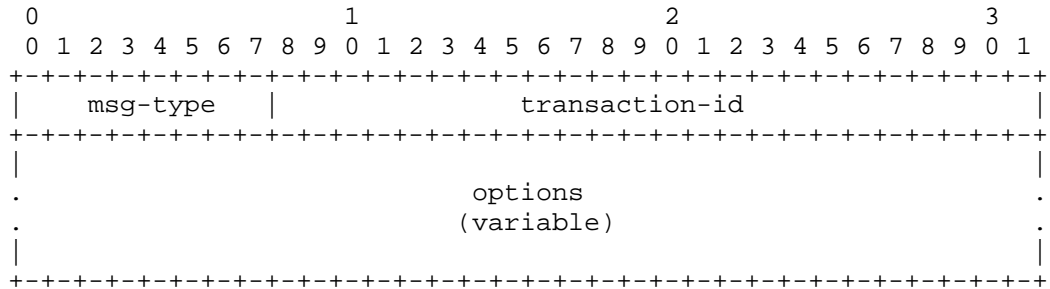 0                   1                   2                   3
 0 1 2 3 4 5 6 7 8 9 0 1 2 3 4 5 6 7 8 9 0 1 2 3 4 5 6 7 8 9 0 1
+-+-+-+-+-+-+-+-+-+-+-+-+-+-+-+-+-+-+-+-+-+-+-+-+-+-+-+-+-+-+-+-+
|    msg-type   |               transaction-id                  |
+-+-+-+-+-+-+-+-+-+-+-+-+-+-+-+-+-+-+-+-+-+-+-+-+-+-+-+-+-+-+-+-+
|                                                               |
.                            options                            .
.                           (variable)                          .
|                                                               |
+-+-+-+-+-+-+-+-+-+-+-+-+-+-+-+-+-+-+-+-+-+-+-+-+-+-+-+-+-+-+-+-+